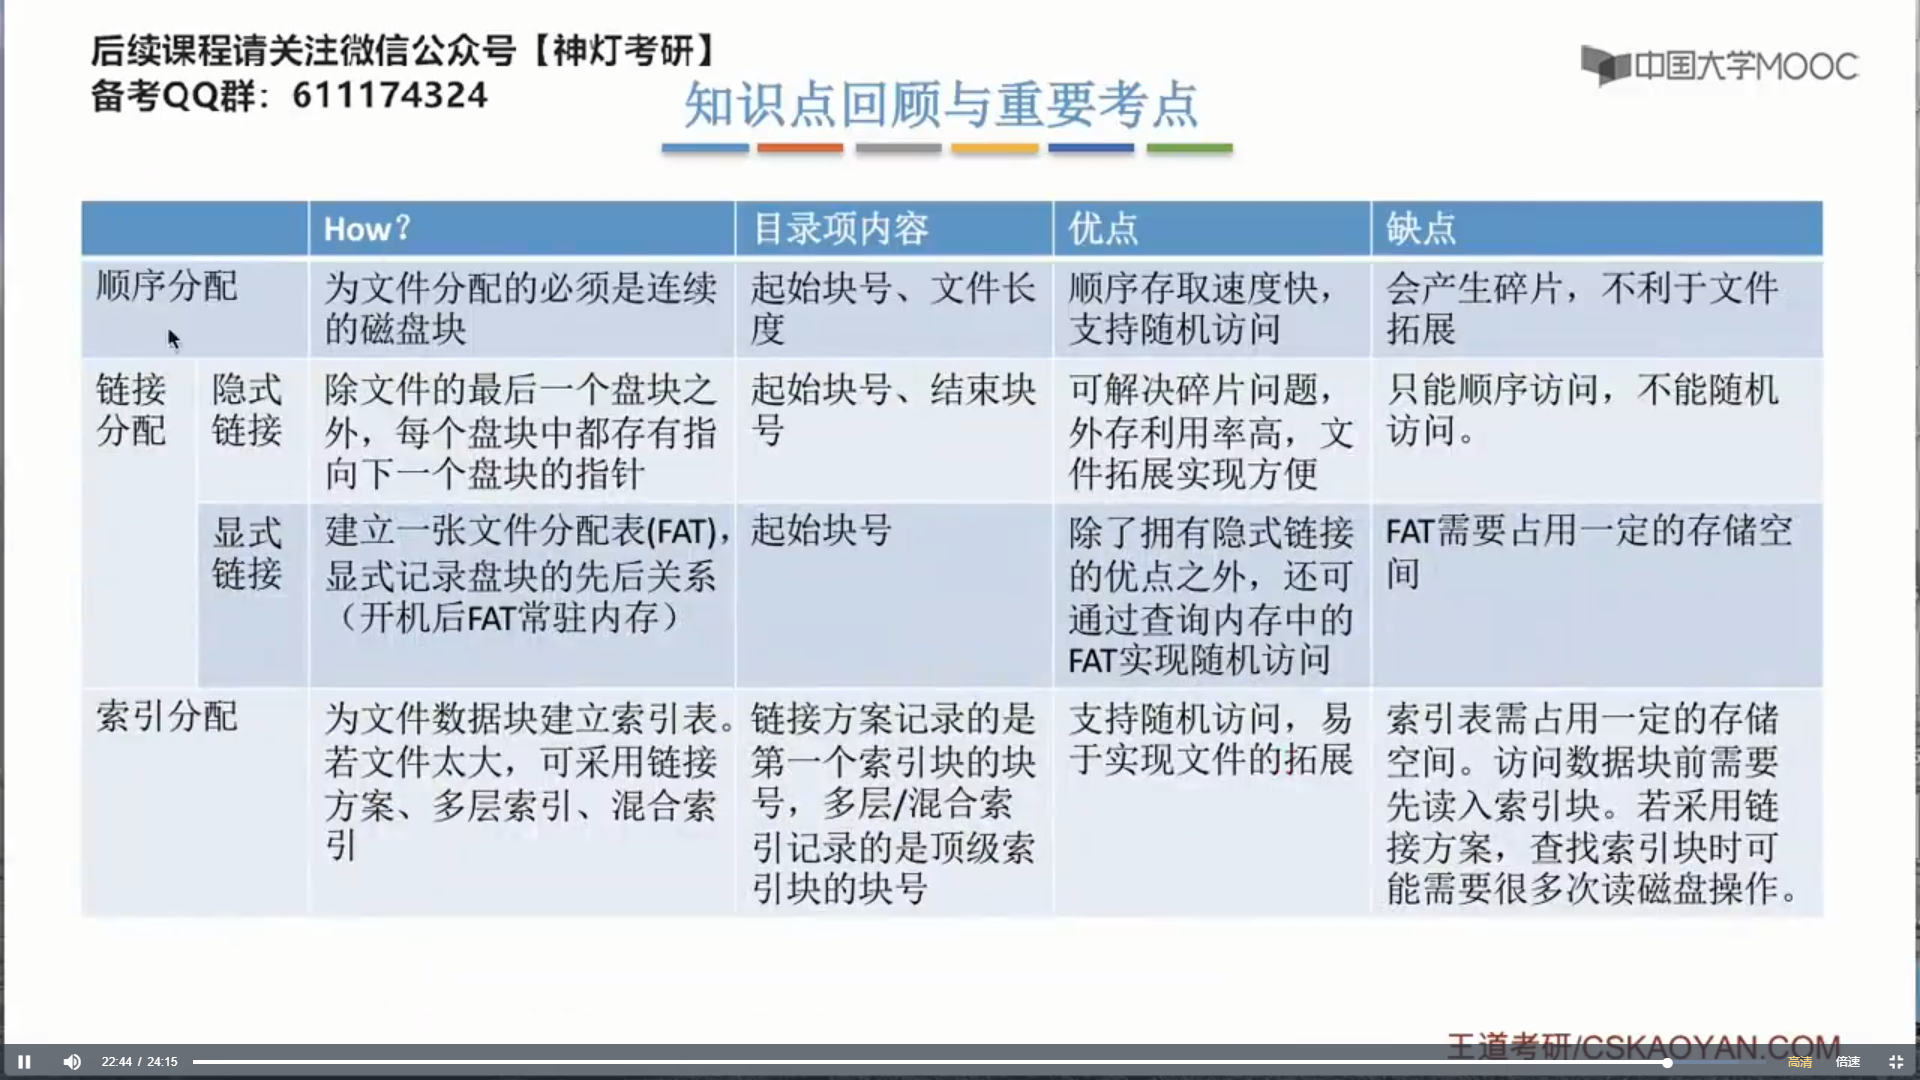 后续课程请关注微信公众号【神灯考研】
备考QQ群：611174324
中国大学MOOC
知识点回顾与重要考点
How？
目录项内容
优点
缺点
顺序分配
为文件分配的必须是连续
的磁盘块
起始块号、文件长
度
顺序存取速度快，
支持随机访问
会产生碎片，不利于文件
拓展
链接
分配
隐式
链接
除文件的最后一个盘块之
外，每个盘块中都存有指
向下一个盘块的指针
起始块号、结束块
号
可解决碎片问题，
外存利用率高，文
件拓展实现方便
只能顺序访问，不能随机
访问。
显式
链接
建立一张文件分配表(FAT)，
显式记录盘块的先后关系
（开机后FAT常驻内存）
起始块号
除了拥有隐式链接
的优点之外，还可
通过查询内存中的
FAT实现随机访问
FAT需要占用一定的存储空
间
索引分配
为文件数据块建立索引表。
若文件太大，可采用链接
方案、多层索引、混合索
引
链接方案记录的是
第一个索引块的块
号，多层/混合索
引记录的是顶级索
引块的块号
支持随机访问，易
于实现文件的拓展
索引表需占用一定的存储
空间。访问数据块前需要
先读入索引块。若采用链
接方案，查找索引块时可
能需要很多次读磁盘操作。
王道考研/CSKAOYAN.COM
22:44 / 24:15
高清
倍速